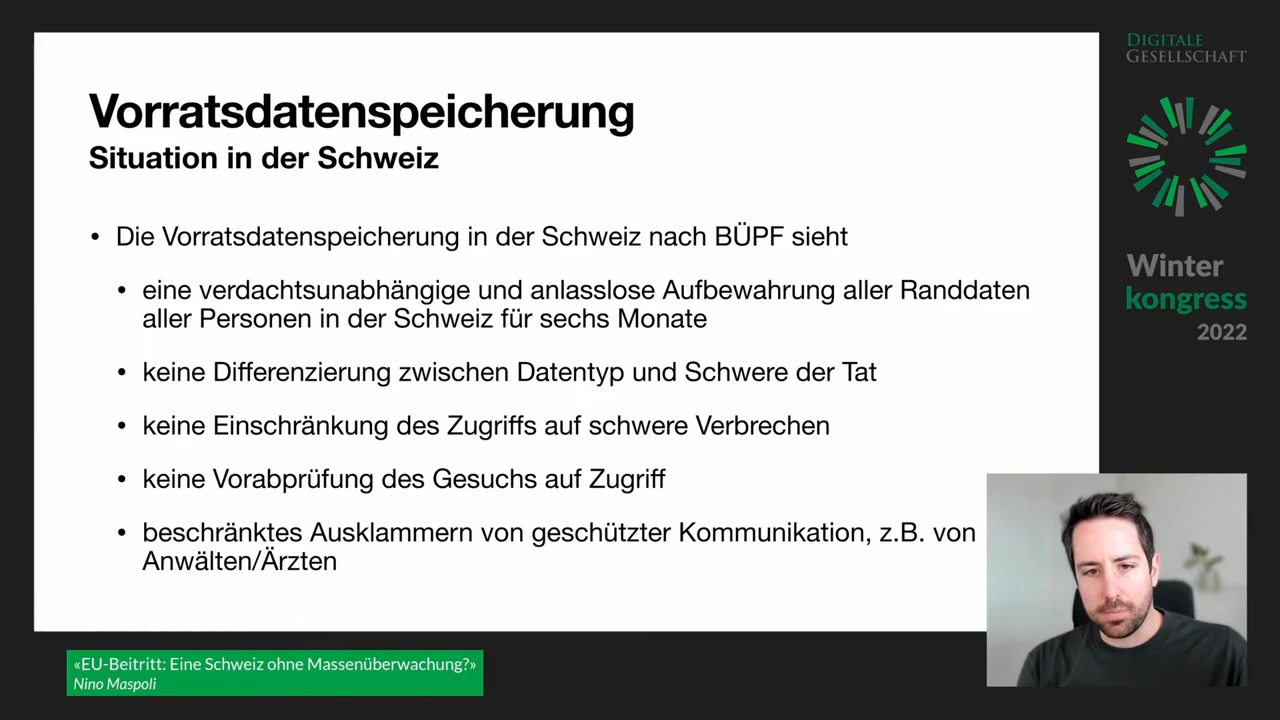 Vorratsdatenspeicherung
Situation in der Schweiz
• Die Vorratsdatenspeicherung in der Schweiz nach BÜPF sieht
• eine verdachtsunabhängige und anlasslose Aufbewahrung aller Randdaten
aller Personen in der Schweiz für sechs Monate
• keine Differenzierung zwischen Datentyp und Schwere der Tat
• keine Einschränkung des Zugriffs auf schwere Verbrechen
• keine Vorabprüfung des Gesuchs auf Zugriff
• beschränktes Ausklammern von geschützter Kommunikation, z.B. von
Anwälten/Ärzten
DIGITALE
GESELLSCHAFT
Winter
kongress
2022
«EU-Beitritt: Eine Schweiz ohne Massenüberwachung?»
Nino Maspoli